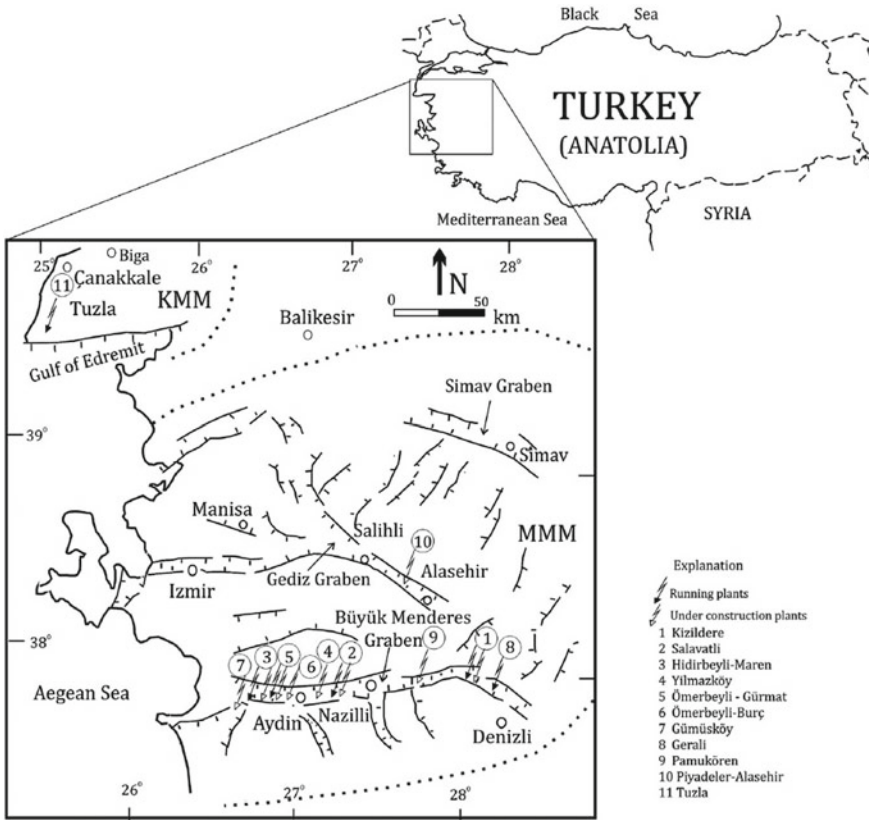 Black Sea
TURKEY
(ANATOLIA)
Mediterranean Sea
SYRIA
25°
Biga
26°
27°
28°
11
Çanakkale
Tuzla
KMM
N
0 50
km
Balikesir
Gulf of Edremit
Simav Graben
39°
Simav
Manisa
Salihli
10
MMM
Gediz Graben
Alasehir
Izmir
38°
Büyük Menderes
Graben
7 3 5 6 4 2 9 1 8
Aegean Sea
Aydin
Nazilli
Denizli
26°
27°
28°
Explanation
Running plants
Under construction plants
1 Kizildere
2 Salavatli
3 Hidirbeyli-Maren
4 Yilmazköy
5 Ömerbeyli - Gürmat
6 Ömerbeyli-Burç
7 Gümüsköy
8 Gerali
9 Pamukören
10 Piyadeler-Alasehir
11 Tuzla